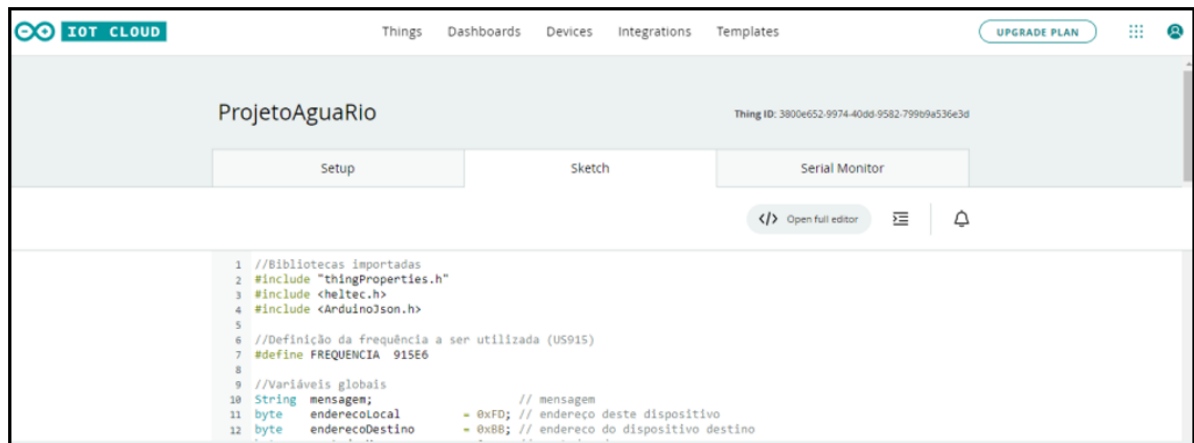 IOT CLOUD
Things Dashboards Devices Integrations Templates UPGRADE PLAN
ProjetoAguaRio
Thing ID: 3800e652-9974-40dd-9582-799b9a536e3d
Setup Sketch Serial Monitor
</> Open full editor
1 //Bibliotecas importadas
2 #include "thingProperties.h"
3 #include <heltec.h>
4 #include <ArduinoJson.h>
5
6 //Definição da frequência a ser utilizada (US915)
7 #define FREQUENCIA 915E6
8
9 //Variáveis globais
10 String mensagem; // mensagem
11 byte enderecoLocal = 0xFD; // endereço deste dispositivo
12 byte enderecoDestino = 0xBB; // endereco do dispositivo destino